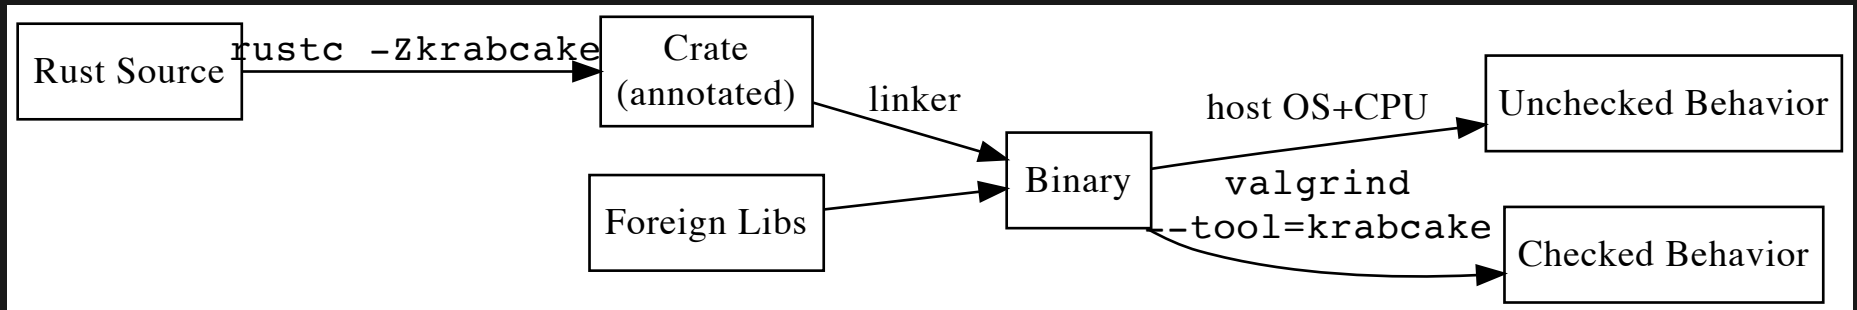 Rust Source
rustc -Zkrabcake
Crate
(annotated)
linker
Foreign Libs
Binary
host OS+CPU
Unchecked Behavior
valgrind
--tool=krabcake
Checked Behavior